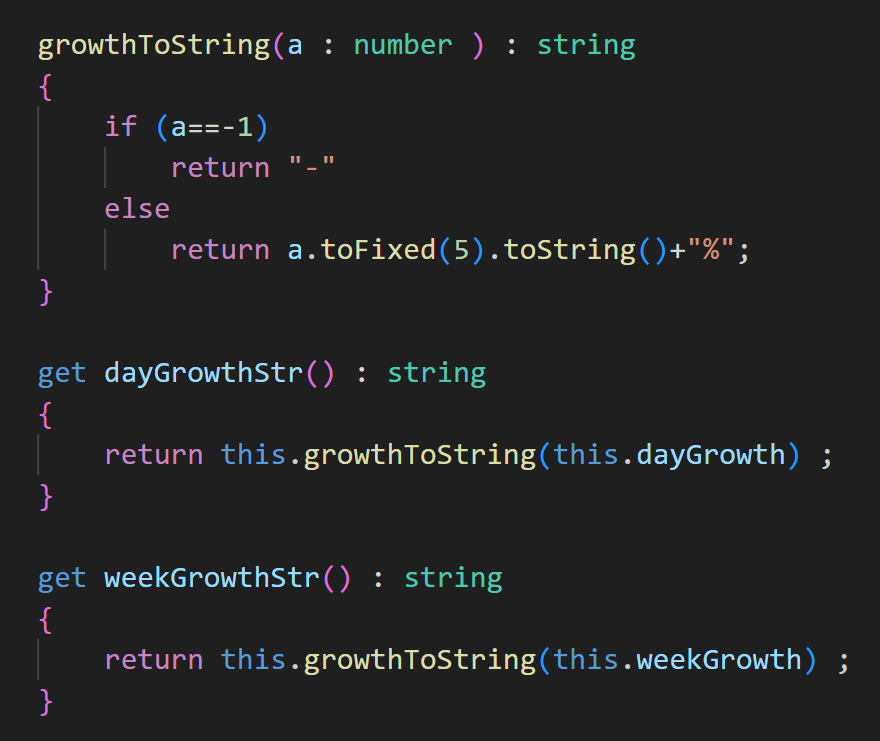 growthToString(a : number ) : string
{
    if (a==-1)
        return "-"
    else
        return a.toFixed(5).toString()+"%";
}

get dayGrowthStr() : string
{
    return this.growthToString(this.dayGrowth) ;
}

get weekGrowthStr() : string
{
    return this.growthToString(this.weekGrowth) ;
}